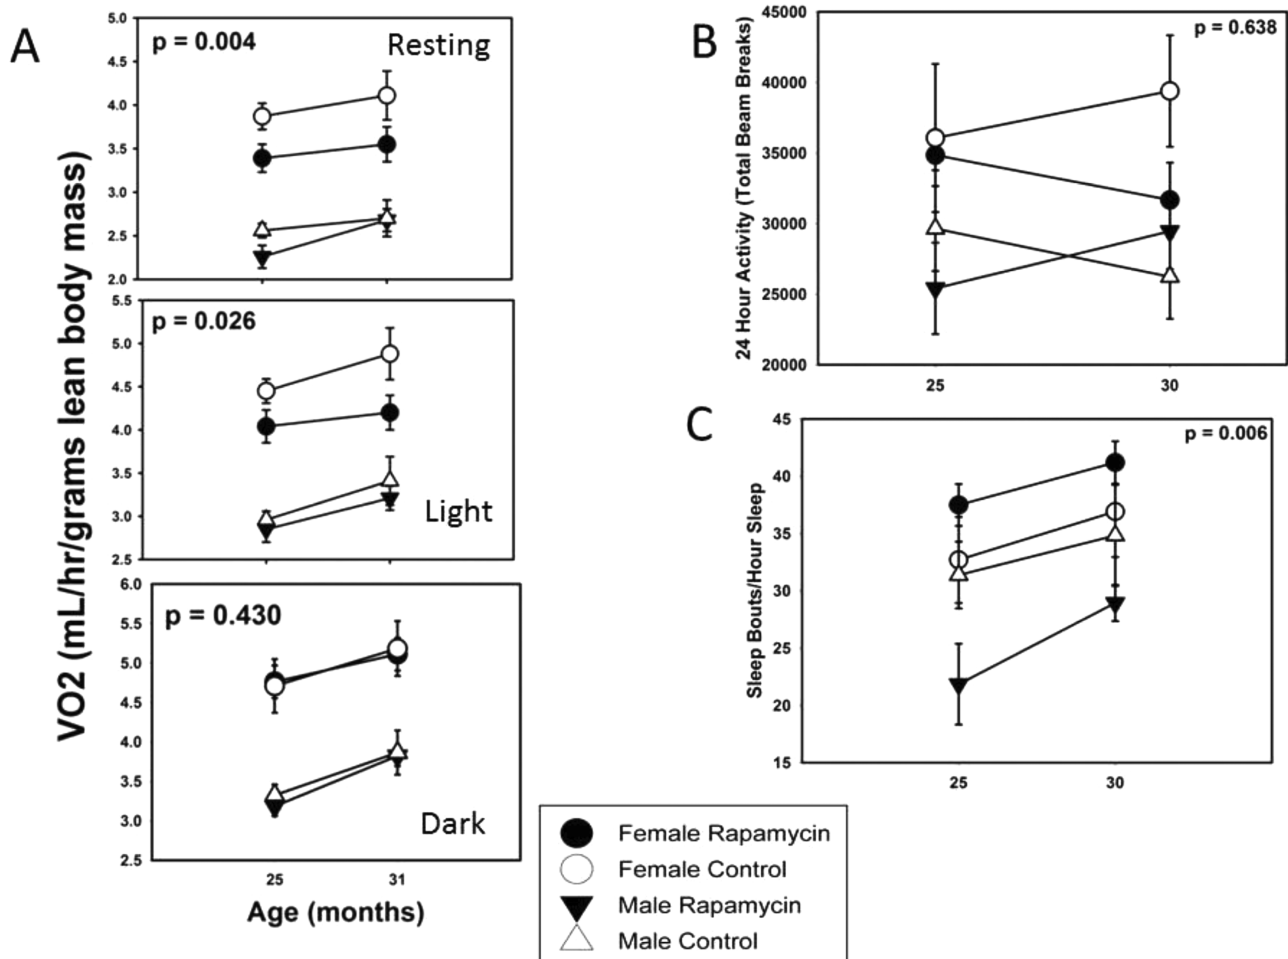 A
VO2 (mL/hr/grams lean body mass)
5.0
4.5
4.0
3.5
3.0
2.5
2.0
p = 0.004
Resting
5.5
5.0
4.5
4.0
3.5
3.0
2.5
p = 0.026
Light
6.0
5.5
5.0
4.5
4.0
3.5
3.0
2.5
p = 0.430
Dark
25
31
Age (months)
B
24 Hour Activity (Total Beam Breaks)
45000
40000
35000
30000
25000
20000
p = 0.638
25
30
C
Sleep Bouts/Hour Sleep
45
40
35
30
25
20
15
p = 0.006
25
30
Female Rapamycin
Female Control
Male Rapamycin
Male Control